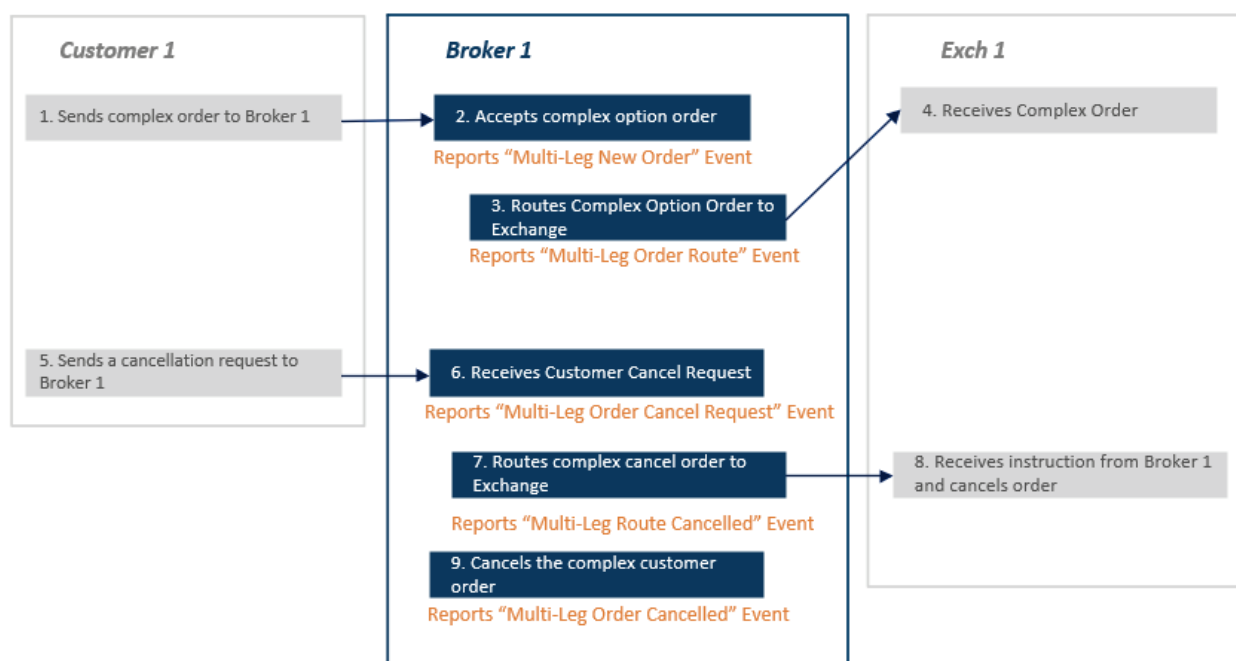 Customer 1
Broker 1
Exch 1
1. Sends complex order to Broker 1
2. Accepts complex option order
4. Receives Complex Order
Reports “Multi-Leg New Order” Event
3. Routes Complex Option Order to
Exchange
Reports “Multi-Leg Order Route” Event
5. Sends a cancellation request to
Broker 1
6. Receives Customer Cancel Request
Reports “Multi-Leg Order Cancel Request” Event
7. Routes complex cancel order to
Exchange
8. Receives instruction from Broker 1
and cancels order
Reports “Multi-Leg Route Cancelled” Event
9. Cancels the complex customer
order
Reports “Multi-Leg Order Cancelled” Event